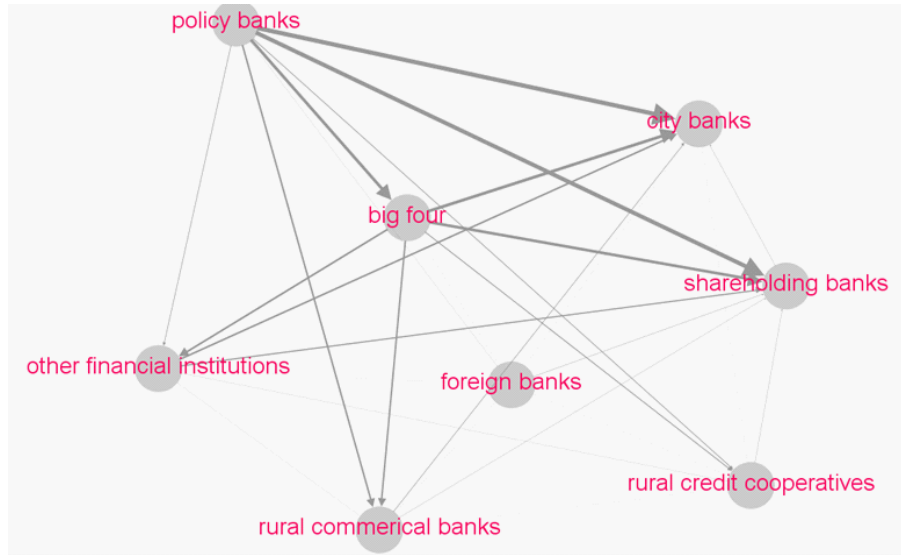 policy banks
city banks
big four
shareholding banks
other financial institutions
foreign banks
rural credit cooperatives
rural commerical banks